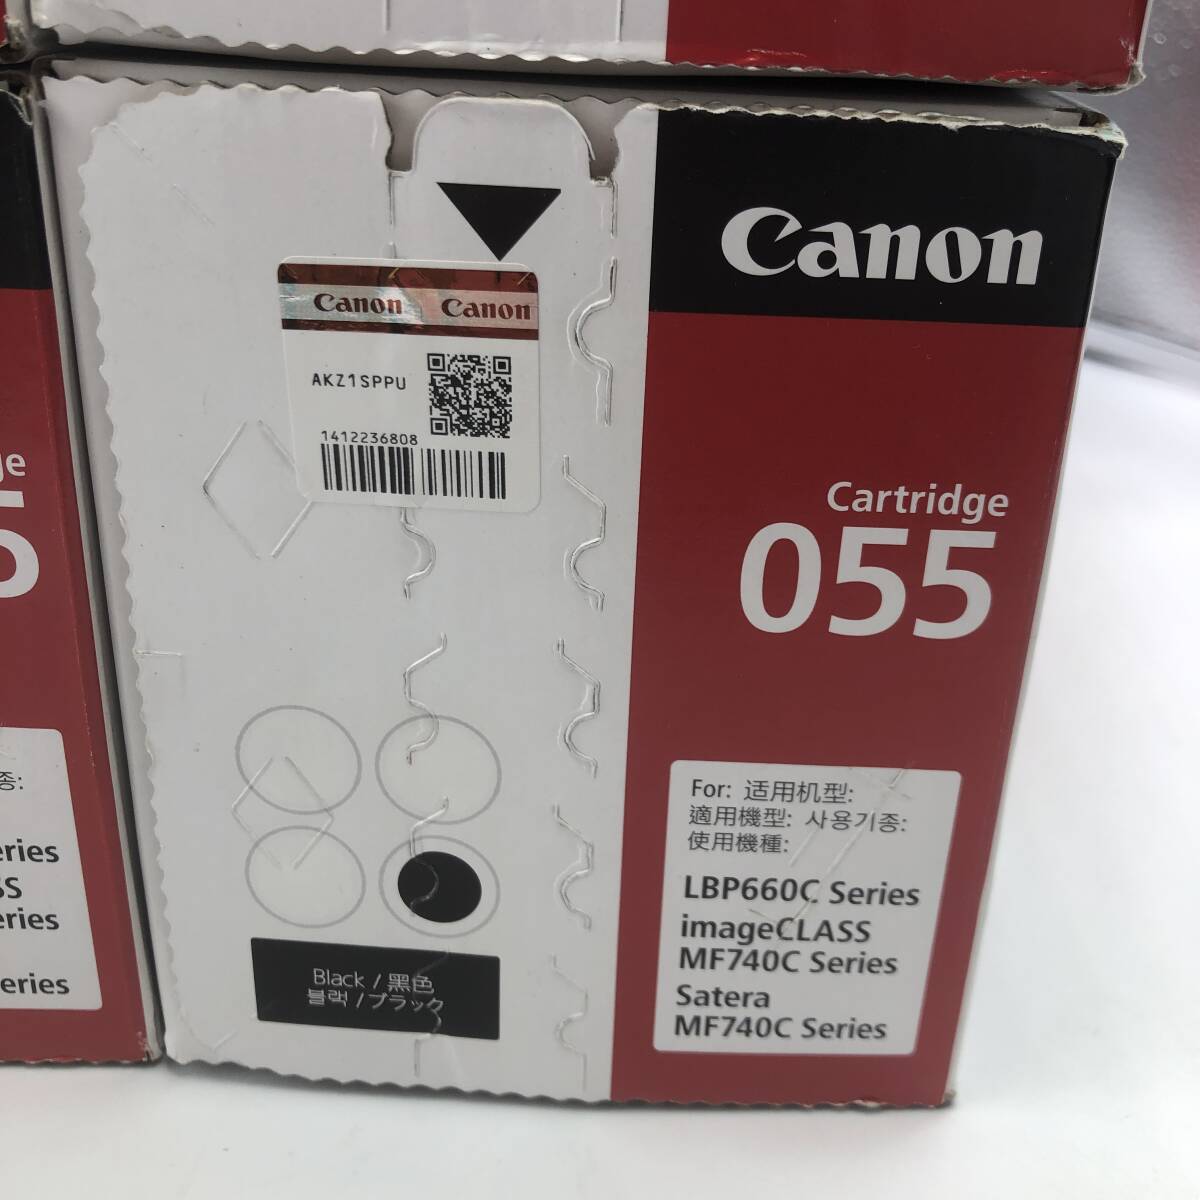 Canon
Canon Canon
AKZ1SPPU
1412236808
Cartridge
055
For: 适用机型:
適用機型: 사용기종:
使用機種:
LBP660C Series
imageCLASS
MF740C Series
Satera
MF740C Series
Black / 黑色
블랙 / ブラック